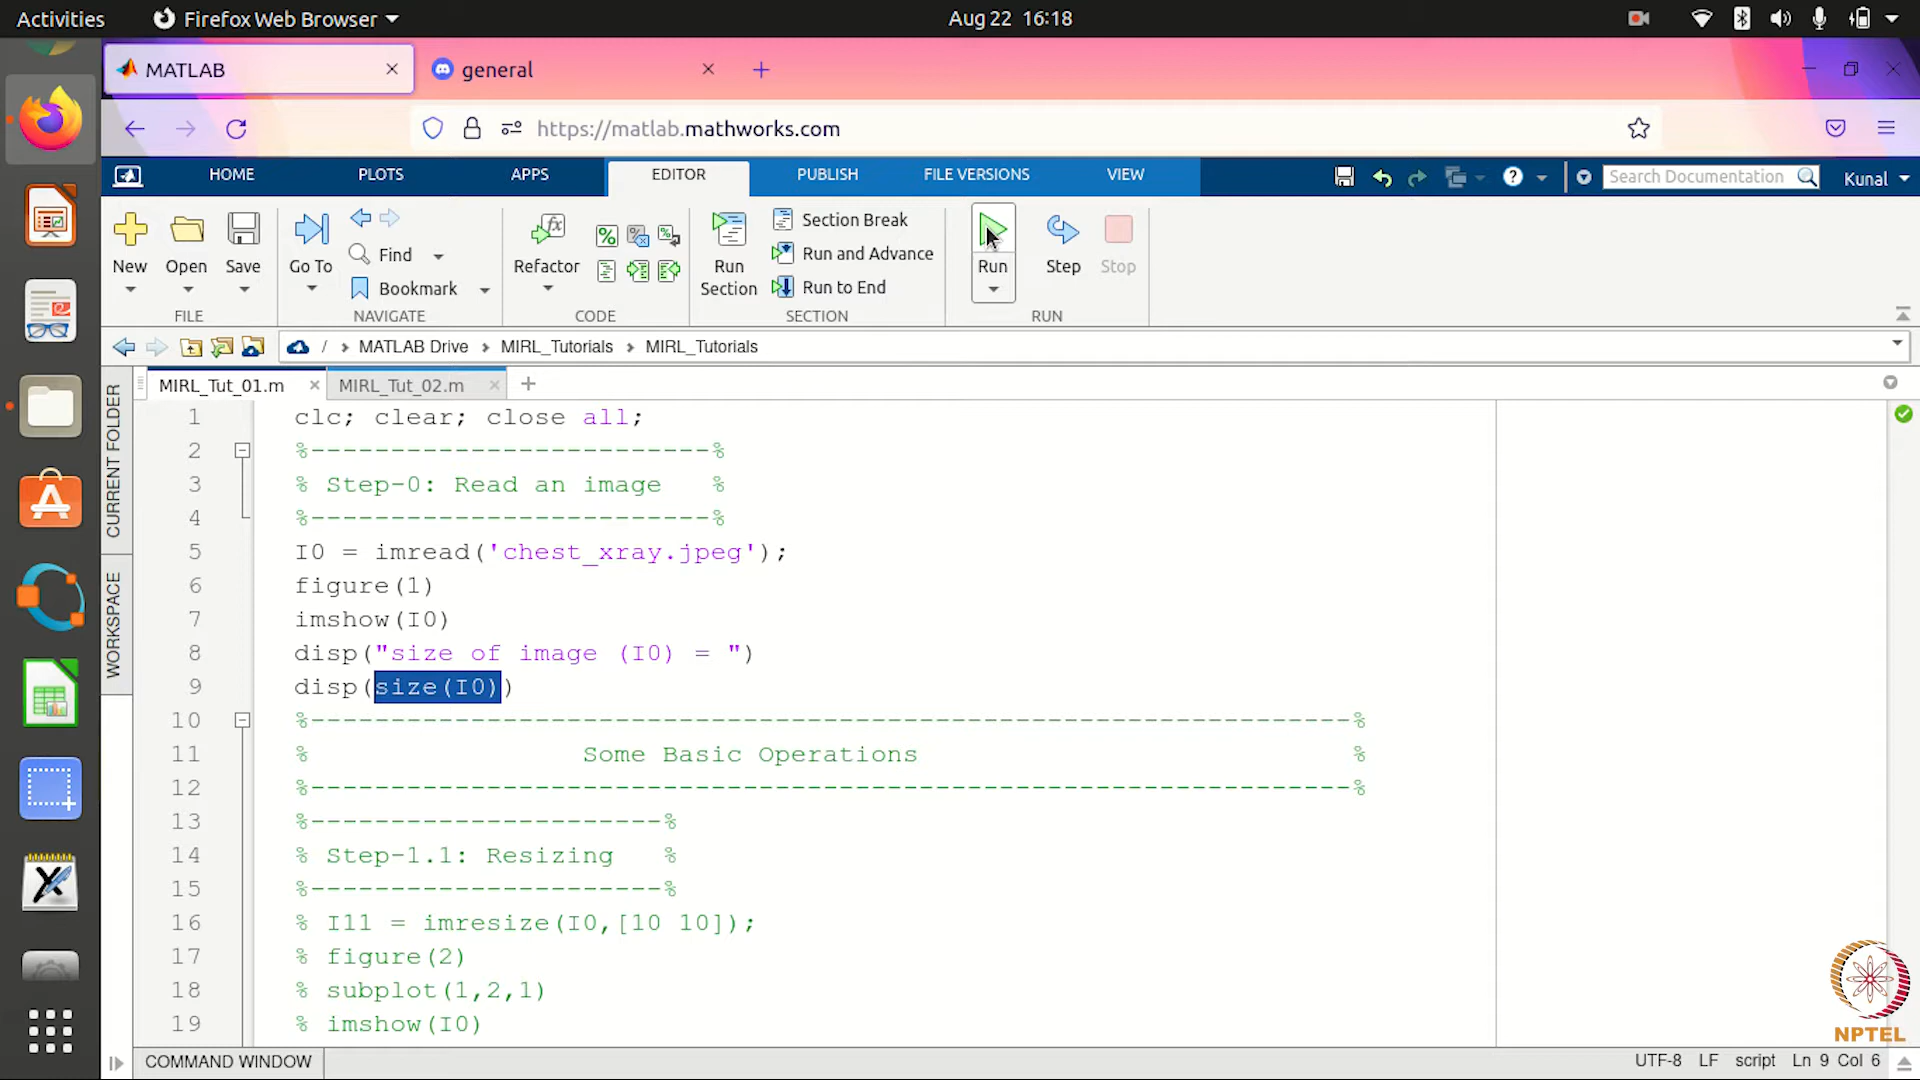 Activities
Firefox Web Browser
Aug 22 16:18
MATLAB
general
https://matlab.mathworks.com
HOME
PLOTS
APPS
EDITOR
PUBLISH
FILE VERSIONS
VIEW
Search Documentation
Kunal
New
Open
Save
FILE
Go To
Find
Bookmark
NAVIGATE
Refactor
CODE
Run Section
Section Break
Run and Advance
Run to End
SECTION
Run
Step
Stop
RUN
/ › MATLAB Drive › MIRL_Tutorials › MIRL_Tutorials
MIRL_Tut_01.m
MIRL_Tut_02.m
CURRENT FOLDER
WORKSPACE
1 clc; clear; close all;
2 %-------------------------%
3 % Step-0: Read an image %
4 %-------------------------%
5 I0 = imread('chest_xray.jpeg');
6 figure(1)
7 imshow(I0)
8 disp("size of image (I0) = ")
9 disp(size(I0))
10 %-----------------------------------------------------------------%
11 % Some Basic Operations %
12 %-----------------------------------------------------------------%
13 %----------------------%
14 % Step-1.1: Resizing %
15 %----------------------%
16 % I11 = imresize(I0,[10 10]);
17 % figure(2)
18 % subplot(1,2,1)
19 % imshow(I0)
COMMAND WINDOW
UTF-8 LF script Ln 9 Col 6
NPTEL